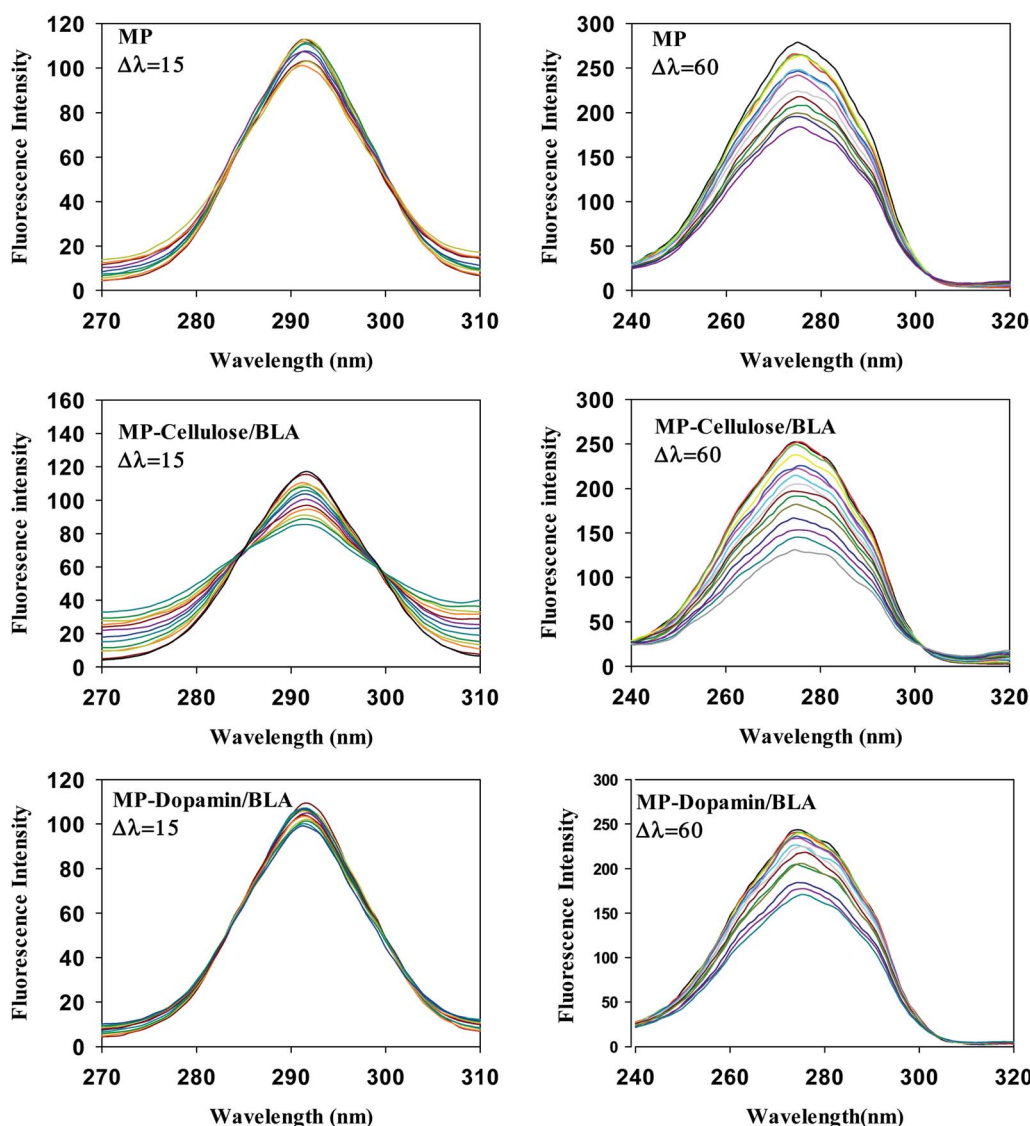 120
100
80
60
40
20
0
Fluorescence Intensity
MP
Δλ=15
270 280 290 300 310
Wavelength (nm)
300
250
200
150
100
50
0
Fluorescence Intensity
MP
Δλ=60
240 260 280 300 320
Wavelength (nm)
160
140
120
100
80
60
40
20
0
Fluoresence intensity
MP-Cellulose/BLA
Δλ=15
270 280 290 300 310
Wavelength (nm)
300
250
200
150
100
50
0
Fluorescence Intensity
MP-Cellulose/BLA
Δλ=60
240 260 280 300 320
Wavelength (nm)
120
100
80
60
40
20
0
Fluorescence Intensity
MP-Dopamin/BLA
Δλ=15
270 280 290 300 310
Wavelength (nm)
300
250
200
150
100
50
0
Fluorescence Intensity
MP-Dopamin/BLA
Δλ=60
240 260 280 300 320
Wavelength(nm)